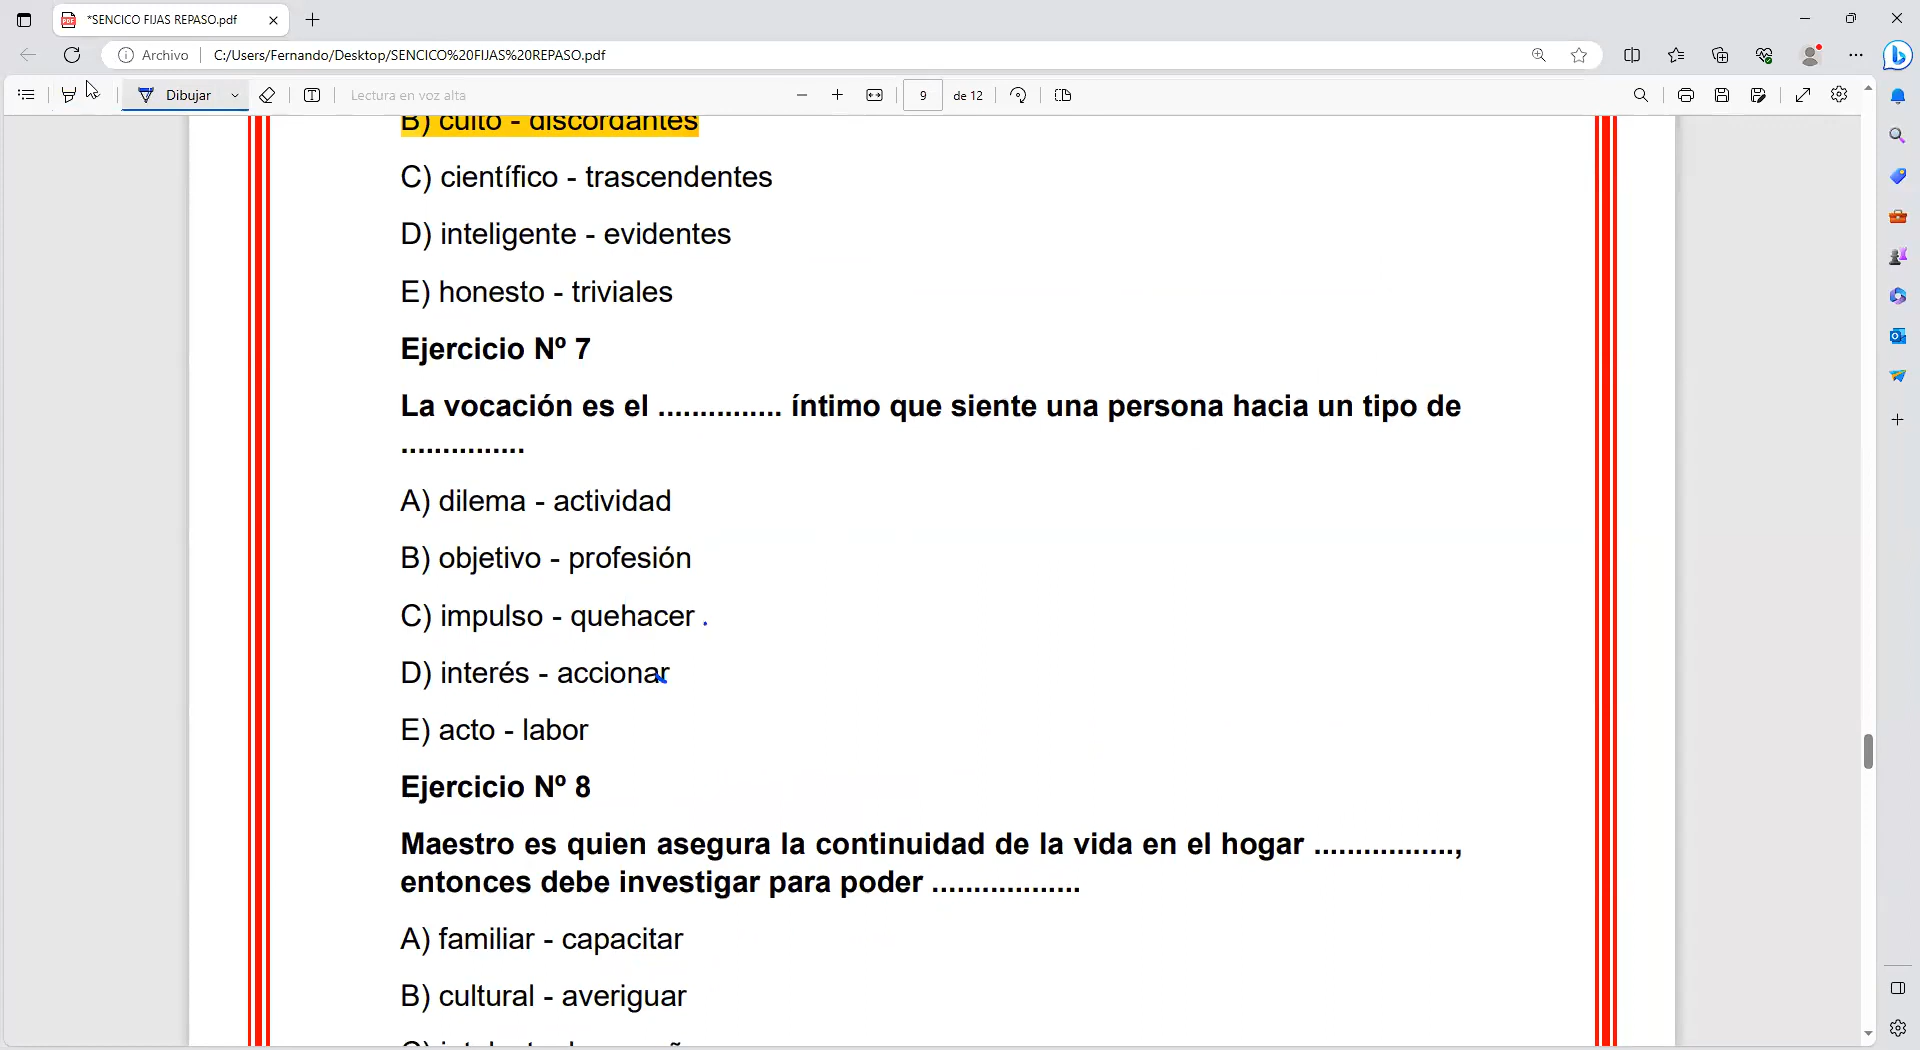 *SENCICO FIJAS REPASO.pdf
Archivo
C:/Users/Fernando/Desktop/SENCICO%20FIJAS%20REPASO.pdf
Dibujar
Lectura en voz alta
9
de 12
B) culto - discordantes
C) científico - trascendentes
D) inteligente - evidentes
E) honesto - triviales
Ejercicio Nº 7
La vocación es el ............... íntimo que siente una persona hacia un tipo de
...............
A) dilema - actividad
B) objetivo - profesión
C) impulso - quehacer
D) interés - accionar
E) acto - labor
Ejercicio Nº 8
Maestro es quien asegura la continuidad de la vida en el hogar .................,
entonces debe investigar para poder ..................
A) familiar - capacitar
B) cultural - averiguar